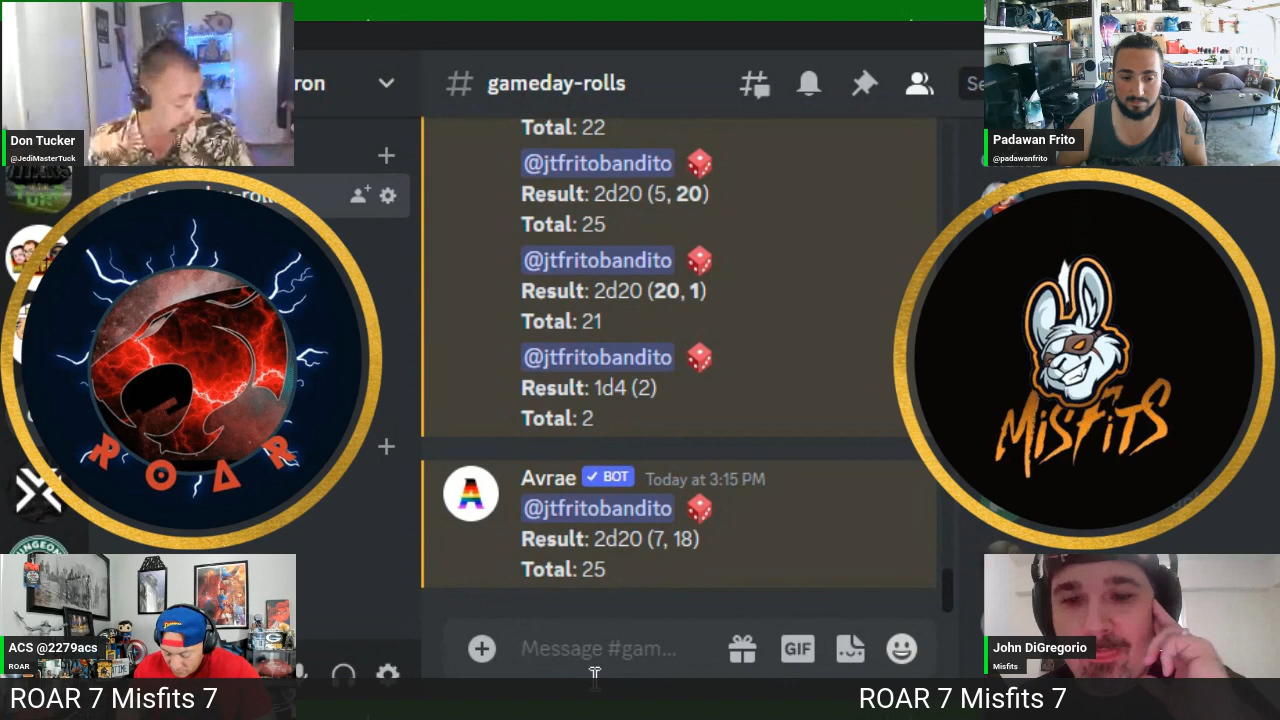 Don Tucker
@JediMasterTuck
ron
# gameday-rolls
Se
Padawan Frito
@padawanfrito
Total: 22
@jtfritobandito
Result: 2d20 (5, 20)
Total: 25
@jtfritobandito
Result: 2d20 (20, 1)
Total: 21
@jtfritobandito
Result: 1d4 (2)
Total: 2
ROAR
MiSFiTS
Avrae BOT Today at 3:15 PM
@jtfritobandito
Result: 2d20 (7, 18)
Total: 25
Message #gam...
GIF
ACS @2279acs
ROAR
John DiGregorio
Misfits
ROAR 7 Misfits 7
ROAR 7 Misfits 7